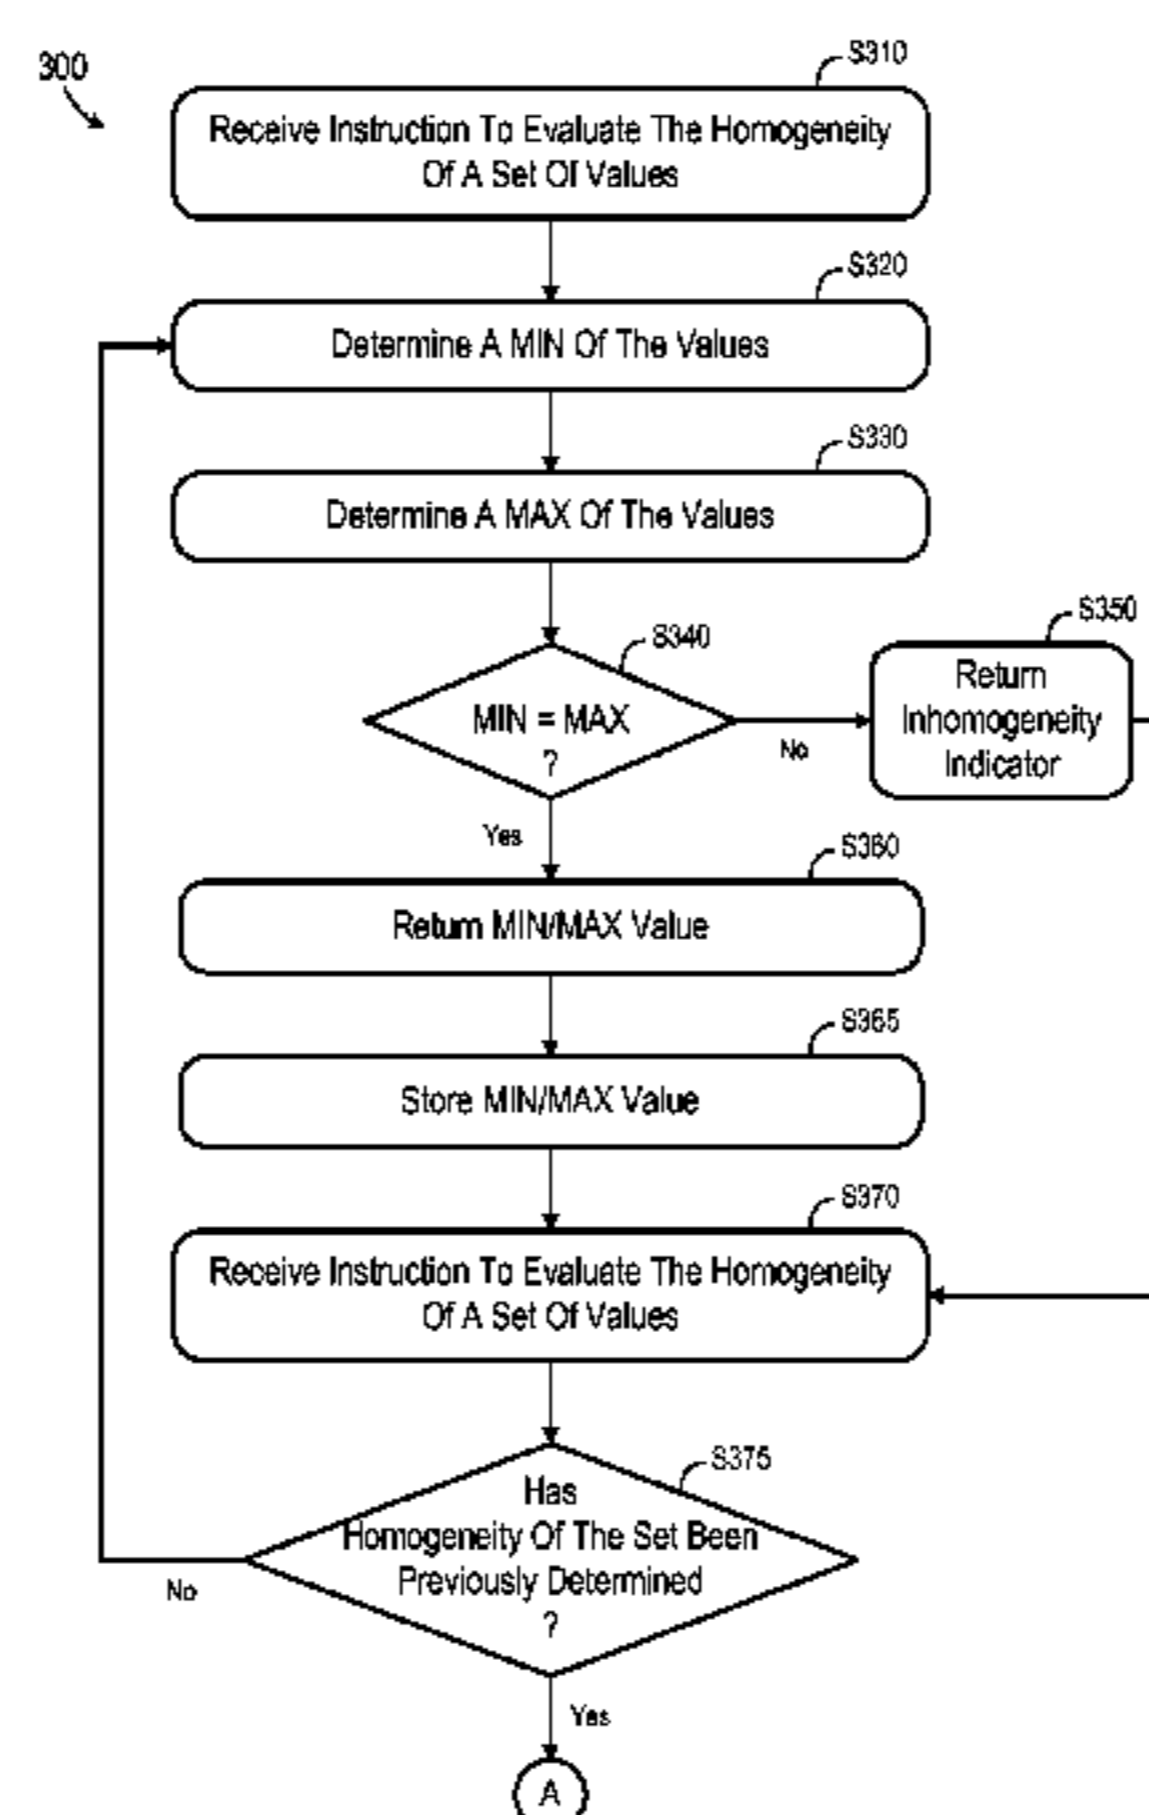 300
S310
Receive Instruction To Evaluate The Homogeneity
Of A Set Of Values
S320
Determine A MIN Of The Values
S330
Determine A MAX Of The Values
S340
MIN = MAX
?
No
S350
Return
Inhomogeneity
Indicator
Yes
S360
Return MIN/MAX Value
S365
Store MIN/MAX Value
S370
Receive Instruction To Evaluate The Homogeneity
Of A Set Of Values
S375
Has
Homogeneity Of The Set Been
Previously Determined
?
No
Yes
A